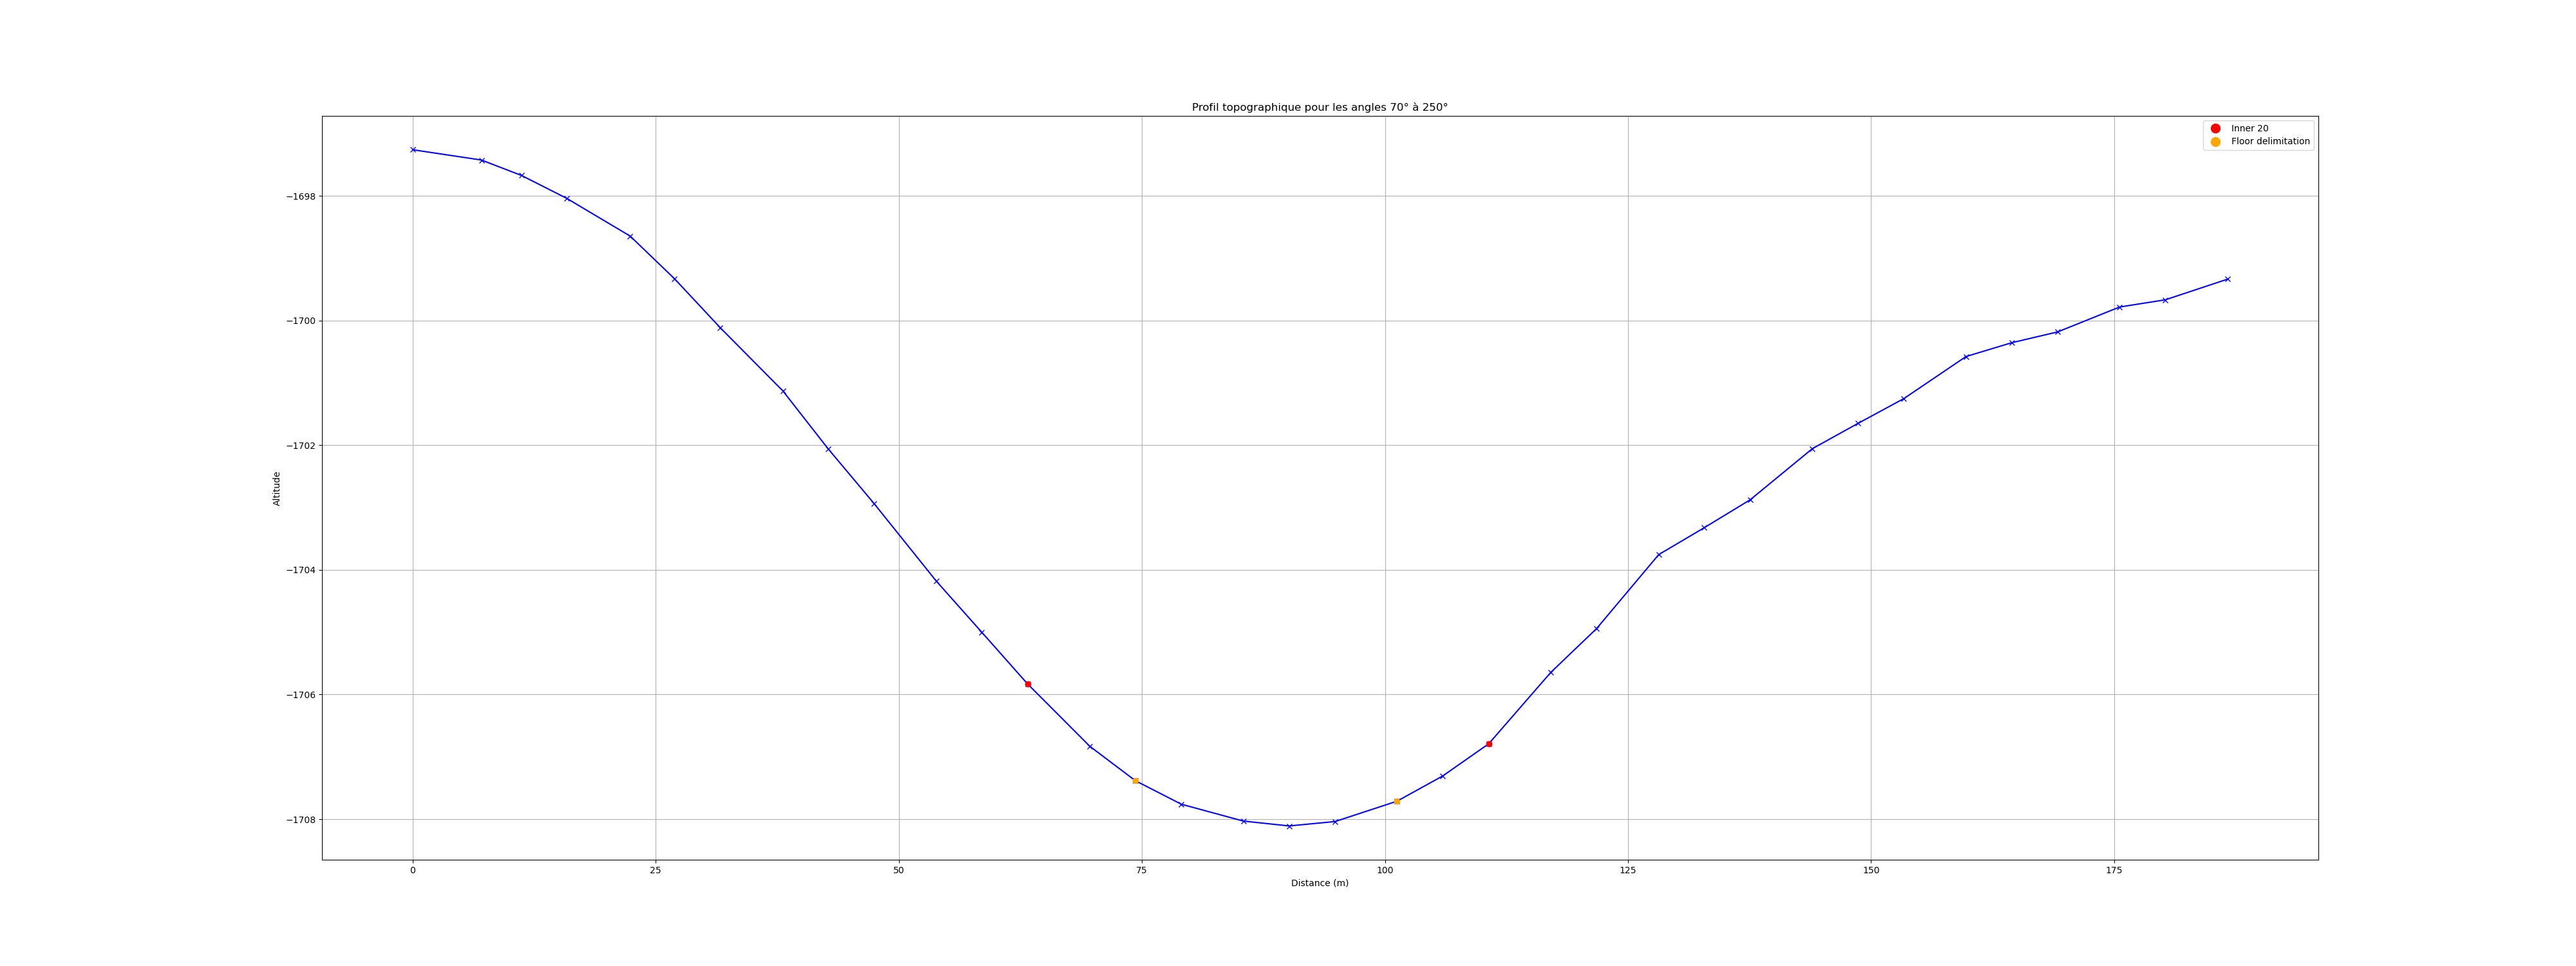 Profil topographique pour les angles 70° à 250°
Inner 20
Floor delimitation
−1698
−1700
−1702
−1704
−1706
−1708
Altitude
0 25 50 75 100 125 150 175
Distance (m)